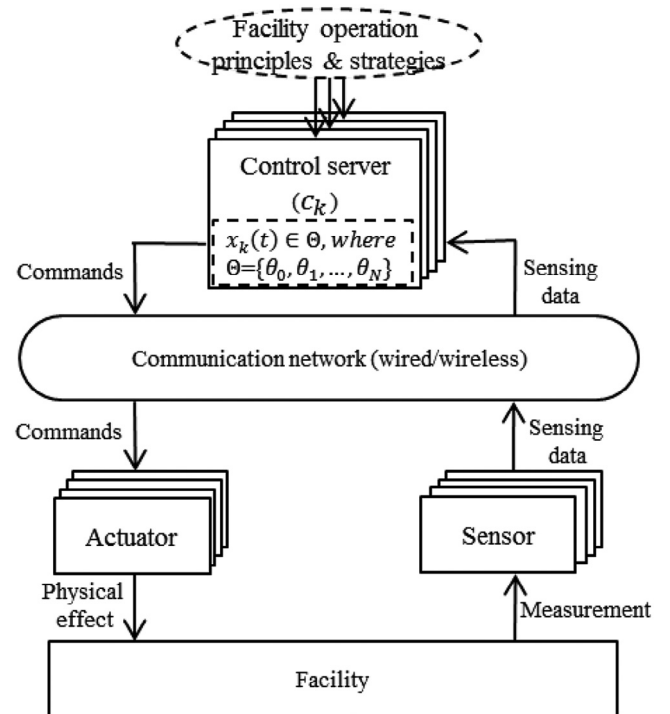 Facility operation
principles & strategies
Control server
(C_k)
x_k(t) ∈ Θ, where
Θ={θ_0, θ_1, …, θ_N}
Commands
Sensing
data
Communication network (wired/wireless)
Commands
Sensing
data
Actuator
Sensor
Physical
effect
Measurement
Facility